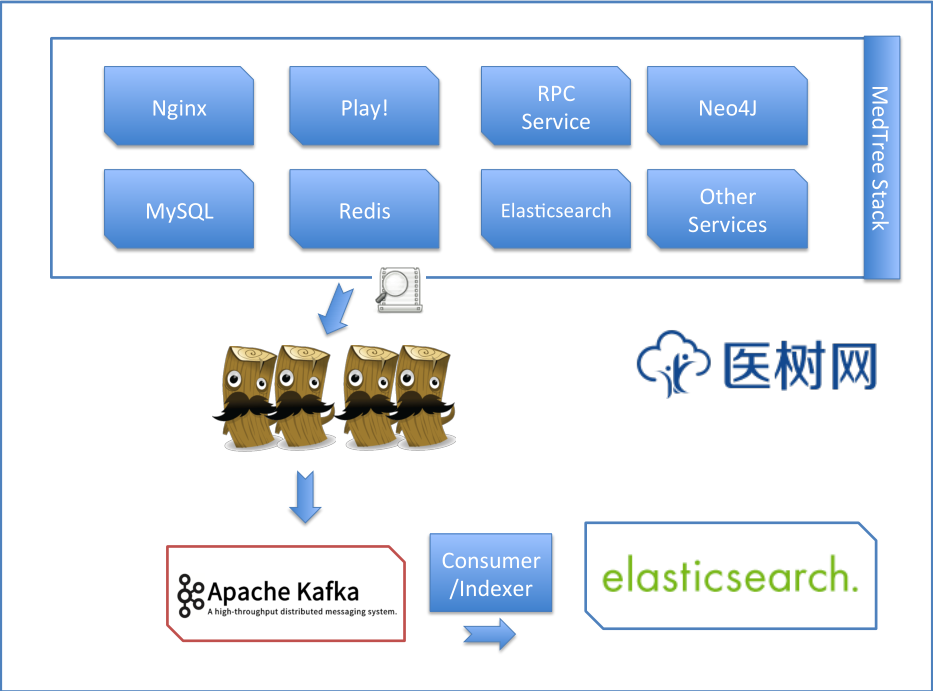 Nginx
Play!
RPC
Service
Neo4J
MySQL
Redis
Elasticsearch
Other
Services
MedTree Stack
医树网
Apache Kafka
A high-throughput distributed messaging system.
Consumer
/Indexer
elasticsearch.